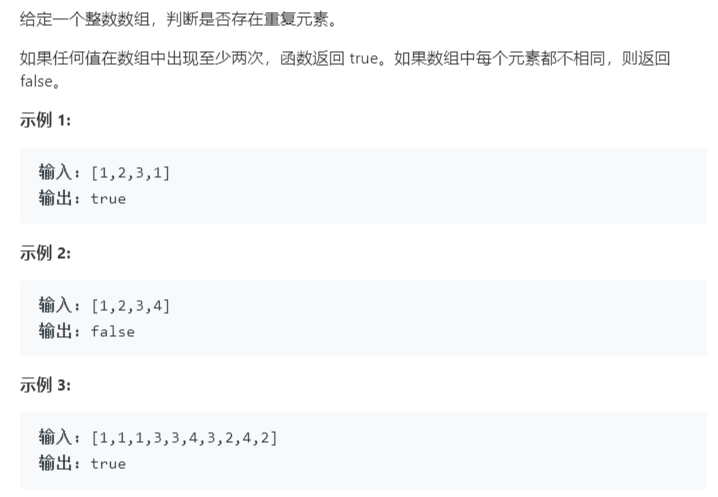 给定一个整数数组，判断是否存在重复元素。
如果任何值在数组中出现至少两次，函数返回 true。如果数组中每个元素都不相同，则返回
false。
示例 1:
输入: [1,2,3,1]
输出: true
示例 2:
输入: [1,2,3,4]
输出: false
示例 3:
输入: [1,1,1,3,3,4,3,2,4,2]
输出: true